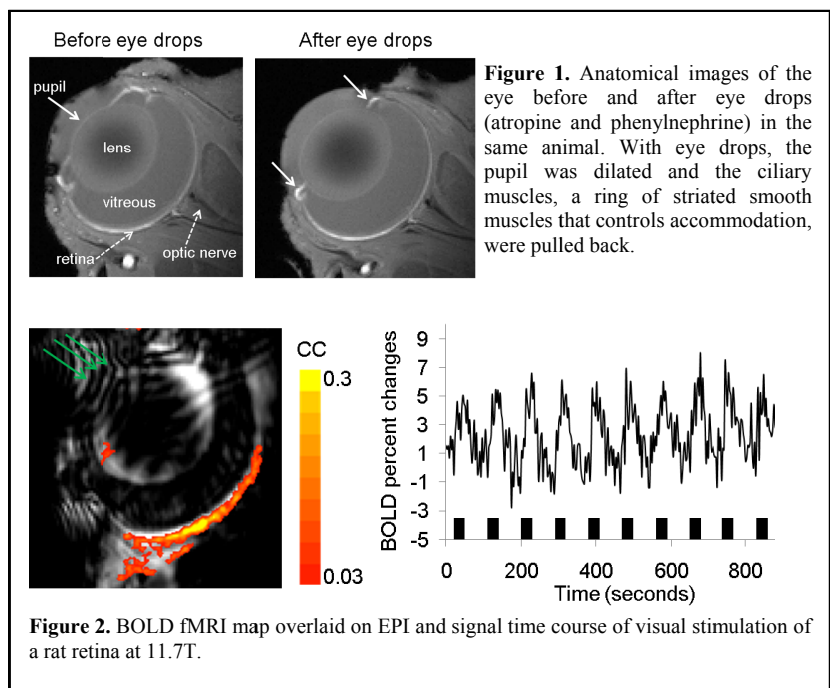 Before eye drops
After eye drops
pupil
lens
vitreous
retina
optic nerve
Figure 1. Anatomical images of the
eye before and after eye drops
(atropine and phenylnephrine) in the
same animal. With eye drops, the
pupil was dilated and the ciliary
muscles, a ring of striated smooth
muscles that controls accommodation,
were pulled back.
CC
0.3
0.03
BOLD percent changes
9
7
5
3
1
-1
-3
-5
0
200
400
600
800
Time (seconds)
Figure 2. BOLD fMRI map overlaid on EPI and signal time course of visual stimulation of
a rat retina at 11.7T.